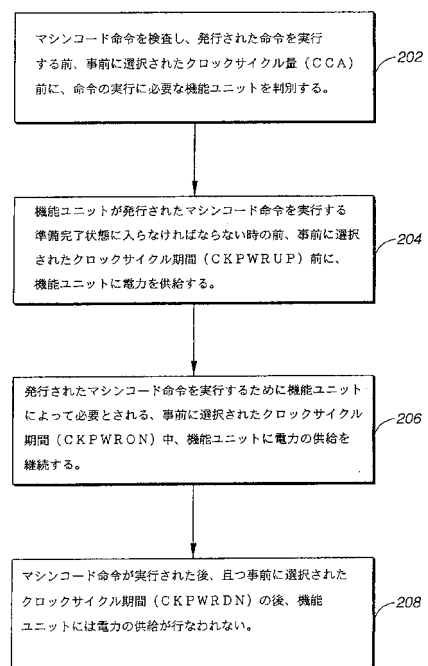 マシンコード命令を検査し、発行された命令を実行
する前、事前に選択されたクロックサイクル量(CCA)
前に、命令の実行に必要な機能ユニットを判別する。
202
機能ユニットが発行されたマシンコード命令を実行する
準備完了状態に入らなければならない時の前、事前に選択
されたクロックサイクル期間(CKPWRUP)前に、
機能ユニットに電力を供給する。
204
発行されたマシンコード命令を実行するために機能ユニット
によって必要とされる、事前に選択されたクロックサイクル
期間(CKPWRON)中、機能ユニットに電力の供給を
継続する。
206
マシンコード命令が実行された後、且つ事前に選択された
クロックサイクル期間(CKPWRDN)の後、機能
ユニットには電力の供給が行なわれない。
208